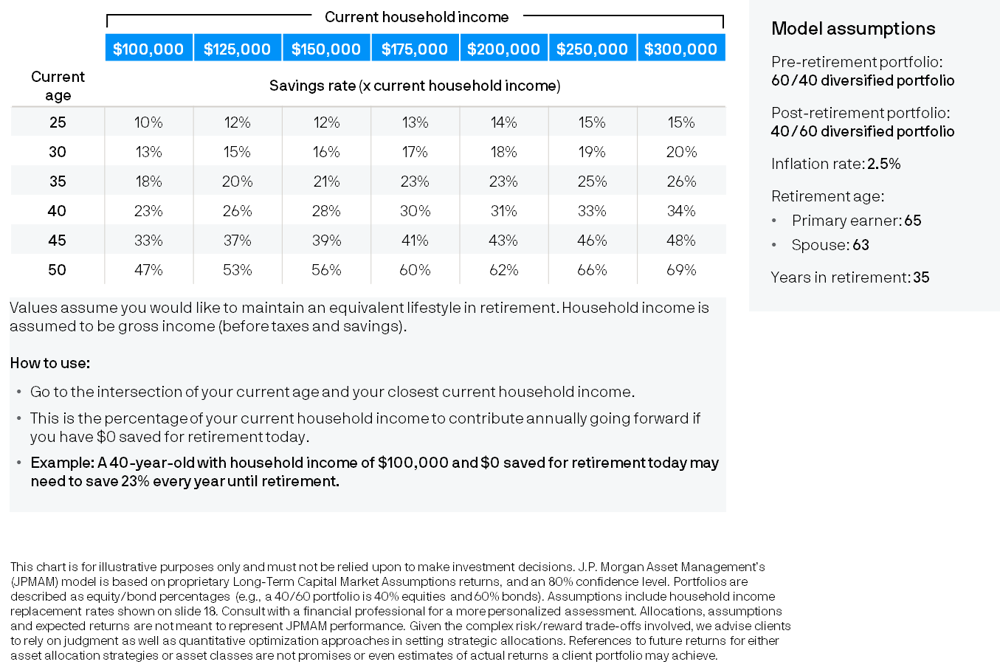 Current household income
$100,000 $125,000 $150,000 $175,000 $200,000 $250,000 $300,000
Current
age
Savings rate (x current household income)
25 10% 12% 12% 13% 14% 15% 15%
30 13% 15% 16% 17% 18% 19% 20%
35 18% 20% 21% 23% 23% 25% 26%
40 23% 26% 28% 30% 31% 33% 34%
45 33% 37% 39% 41% 43% 46% 48%
50 47% 53% 56% 60% 62% 66% 69%
Values assume you would like to maintain an equivalent lifestyle in retirement. Household income is
assumed to be gross income (before taxes and savings).
How to use:
• Go to the intersection of your current age and your closest current household income.
• This is the percentage of your current household income to contribute annually going forward if
you have $0 saved for retirement today.
• Example: A 40-year-old with household income of $100,000 and $0 saved for retirement today may
need to save 23% every year until retirement.
Model assumptions
Pre-retirement portfolio:
60/40 diversified portfolio
Post-retirement portfolio:
40/60 diversified portfolio
Inflation rate: 2.5%
Retirement age:
• Primary earner: 65
• Spouse: 63
Years in retirement: 35
This chart is for illustrative purposes only and must not be relied upon to make investment decisions. J.P. Morgan Asset Management's
(JPMAM) model is based on proprietary Long-Term Capital Market Assumptions returns, and an 80% confidence level. Portfolios are
described as equity/bond percentages (e.g., a 40/60 portfolio is 40% equities and 60% bonds). Assumptions include household income
replacement rates shown on slide 18. Consult with a financial professional for a more personalized assessment. Allocations, assumptions
and expected returns are not meant to represent JPMAM performance. Given the complex risk/reward trade-offs involved, we advise clients
to rely on judgment as well as quantitative optimization approaches in setting strategic allocations. References to future returns for either
asset allocation strategies or asset classes are not promises or even estimates of actual returns a client portfolio may achieve.